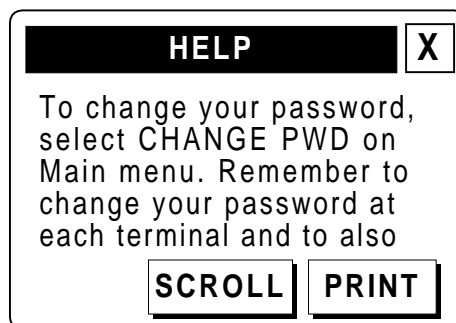 HELP X
To change your password,
select CHANGE PWD on
Main menu. Remember to
change your password at
each terminal and to also
SCROLL PRINT